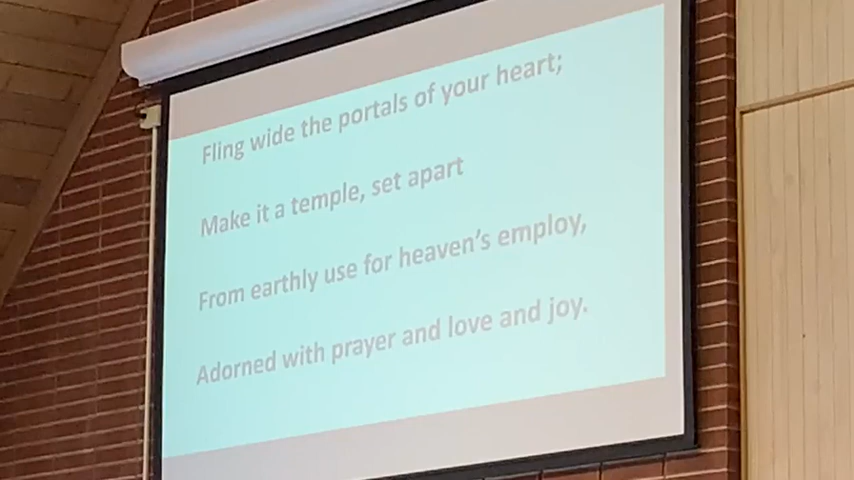 Fling wide the portals of your heart;
Make it a temple, set apart
From earthly use for heaven's employ,
Adorned with prayer and love and joy.